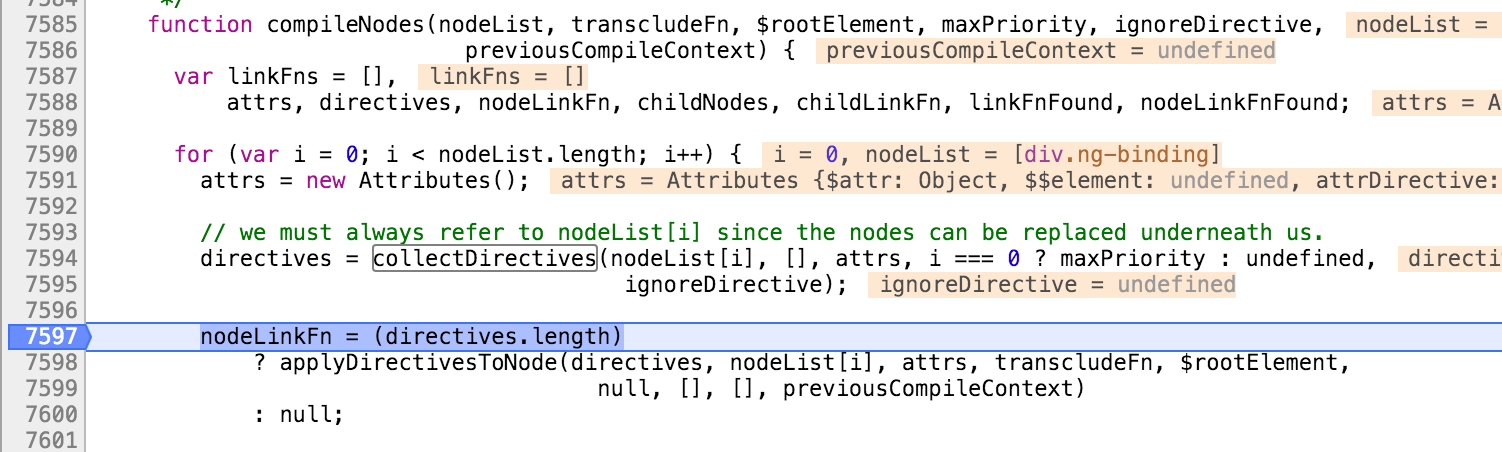 7584 */
7585 function compileNodes(nodeList, transcludeFn, $rootElement, maxPriority, ignoreDirective, nodeList =
7586 previousCompileContext) { previousCompileContext = undefined
7587 var linkFns = [], linkFns = []
7588 attrs, directives, nodeLinkFn, childNodes, childLinkFn, linkFnFound, nodeLinkFnFound; attrs = A
7589
7590 for (var i = 0; i < nodeList.length; i++) { i = 0, nodeList = [div.ng-binding]
7591 attrs = new Attributes(); attrs = Attributes {$attr: Object, $$element: undefined, attrDirective:
7592
7593 // we must always refer to nodeList[i] since the nodes can be replaced underneath us.
7594 directives = collectDirectives(nodeList[i], [], attrs, i === 0 ? maxPriority : undefined, directi
7595 ignoreDirective); ignoreDirective = undefined
7596
7597 nodeLinkFn = (directives.length)
7598 ? applyDirectivesToNode(directives, nodeList[i], attrs, transcludeFn, $rootElement,
7599 null, [], [], previousCompileContext)
7600 : null;
7601